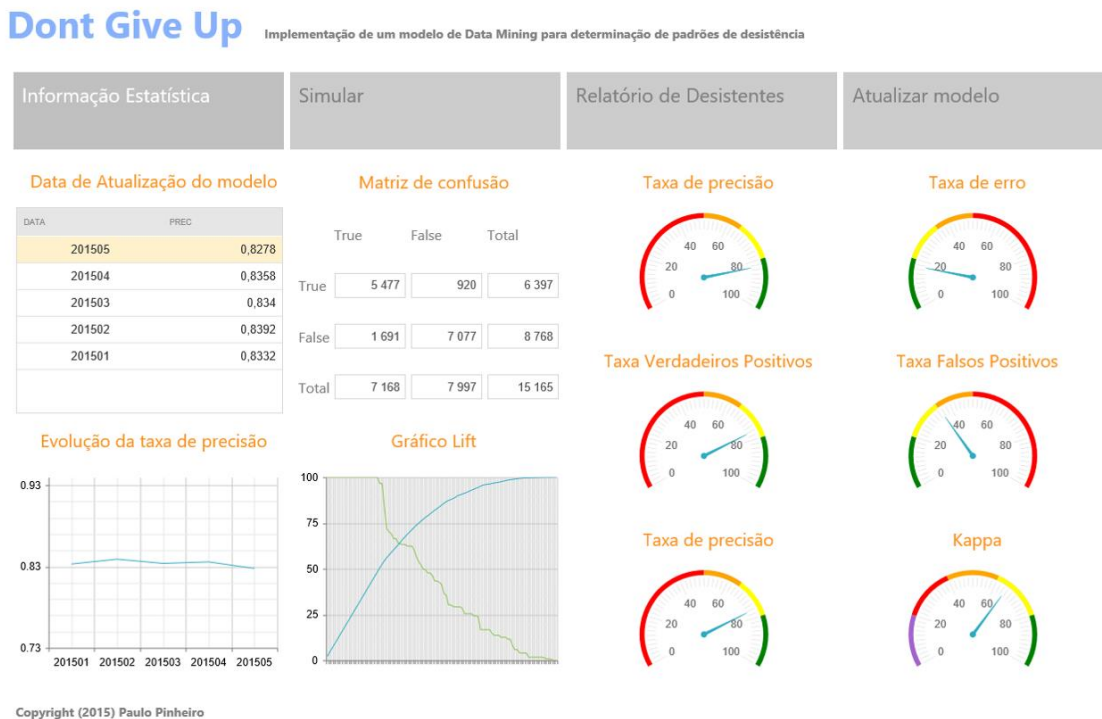 Dont Give Up
Implementação de um modelo de Data Mining para determinação de padrões de desistência
Informação Estatística
Simular
Relatório de Desistentes
Atualizar modelo
Data de Atualização do modelo
DATA PREC
201505 0,8278
201504 0,8358
201503 0,834
201502 0,8392
201501 0,8332
Matriz de confusão
True False Total
True 5 477 920 6 397
False 1 691 7 077 8 768
Total 7 168 7 997 15 165
Taxa de precisão
0 20 40 60 80 100
Taxa de erro
0 20 40 60 80 100
Taxa Verdadeiros Positivos
0 20 40 60 80 100
Taxa Falsos Positivos
0 20 40 60 80 100
Evolução da taxa de precisão
0.93
0.83
0.73
201501 201502 201503 201504 201505
Gráfico Lift
100
75
50
25
0
Taxa de precisão
0 20 40 60 80 100
Kappa
0 20 40 60 80 100
Copyright (2015) Paulo Pinheiro